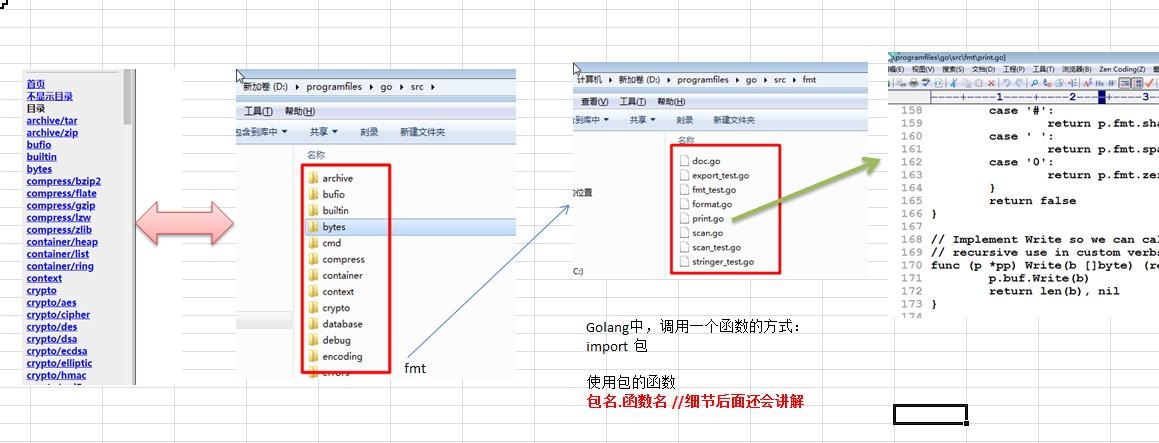 首页
不显示目录
目录
archive/tar
archive/zip
bufio
builtin
bytes
compress/bzip2
compress/flate
compress/gzip
compress/lzw
compress/zlib
container/heap
container/list
container/ring
context
crypto
crypto/aes
crypto/cipher
crypto/des
crypto/dsa
crypto/ecdsa
crypto/elliptic
crypto/hmac
新加卷 (D:) programfiles go src
工具(T) 帮助(H)
包含到库中 共享 刻录 新建文件夹
名称
archive
bufio
builtin
bytes
cmd
compress
container
context
crypto
database
debug
encoding
errors
fmt
计算机 新加卷 (D:) programfiles go src fmt
查看(V) 工具(T) 帮助(H)
共享 刻录 新建文件夹
名称
的位置
C:)
doc.go
export_test.go
fmt_test.go
format.go
print.go
scan.go
scan_test.go
stringer_test.go
\programfiles\go\src\fmt\print.go]
(E) 视图(V) 搜索(S) 文档(D) 工程(P) 工具(T) 浏览器(B) Zen Coding(Z)
----+----1----+----2----+----3
158 case '#':
159 return p.fmt.sha
160 case ' ':
161 return p.fmt.spa
162 case '0':
163 return p.fmt.zer
164 }
165 return false
166 }
167
168 // Implement Write so we can cal
169 // recursive use in custom verbs
170 func (p *pp) Write(b []byte) (re
171 p.buf.Write(b)
172 return len(b), nil
173 }
174
Golang中，调用一个函数的方式：
import 包
使用包的函数
包名.函数名 //细节后面还会讲解